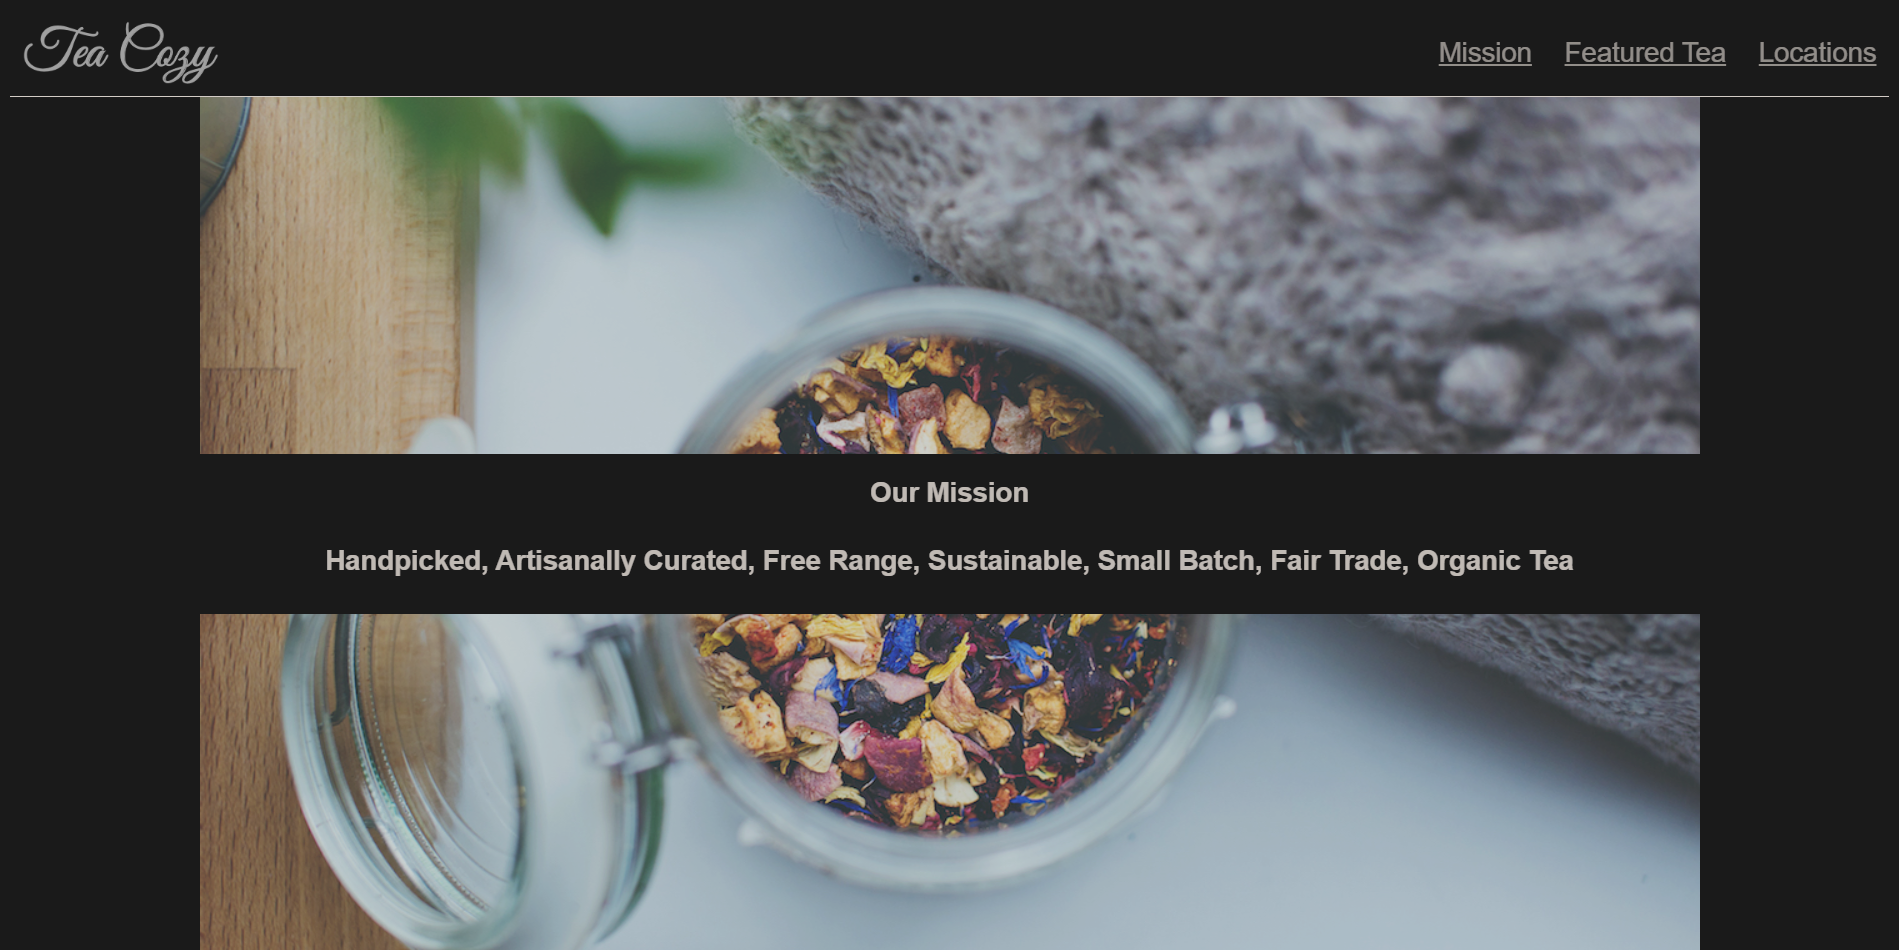 Tea Cozy
Mission Featured Tea Locations
Our Mission
Handpicked, Artisanally Curated, Free Range, Sustainable, Small Batch, Fair Trade, Organic Tea